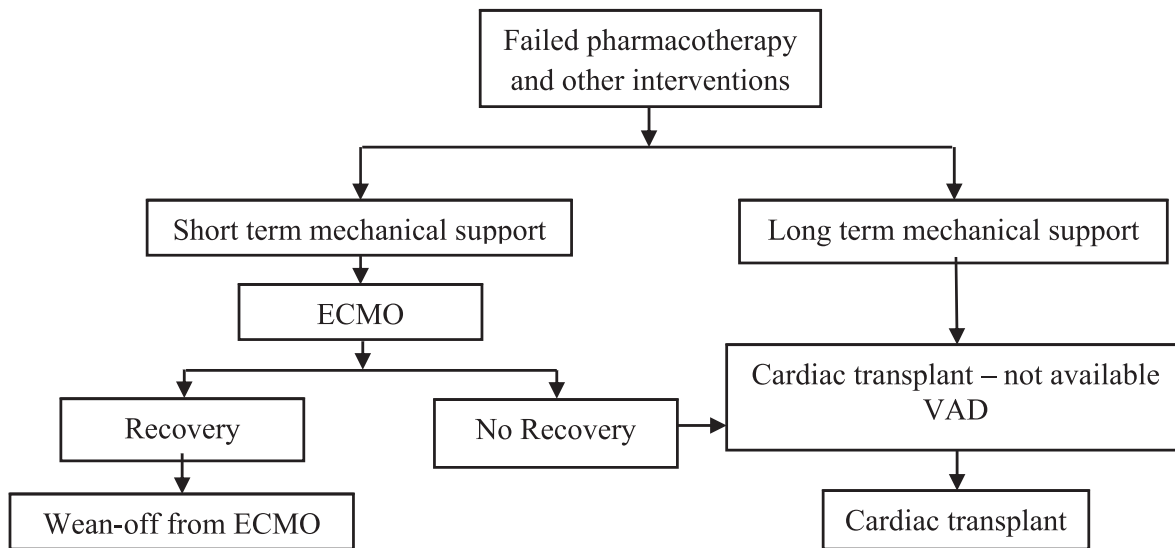 Failed pharmacotherapy
and other interventions
Short term mechanical support
Long term mechanical support
ECMO
Cardiac transplant – not available
VAD
Recovery
No Recovery
Wean-off from ECMO
Cardiac transplant